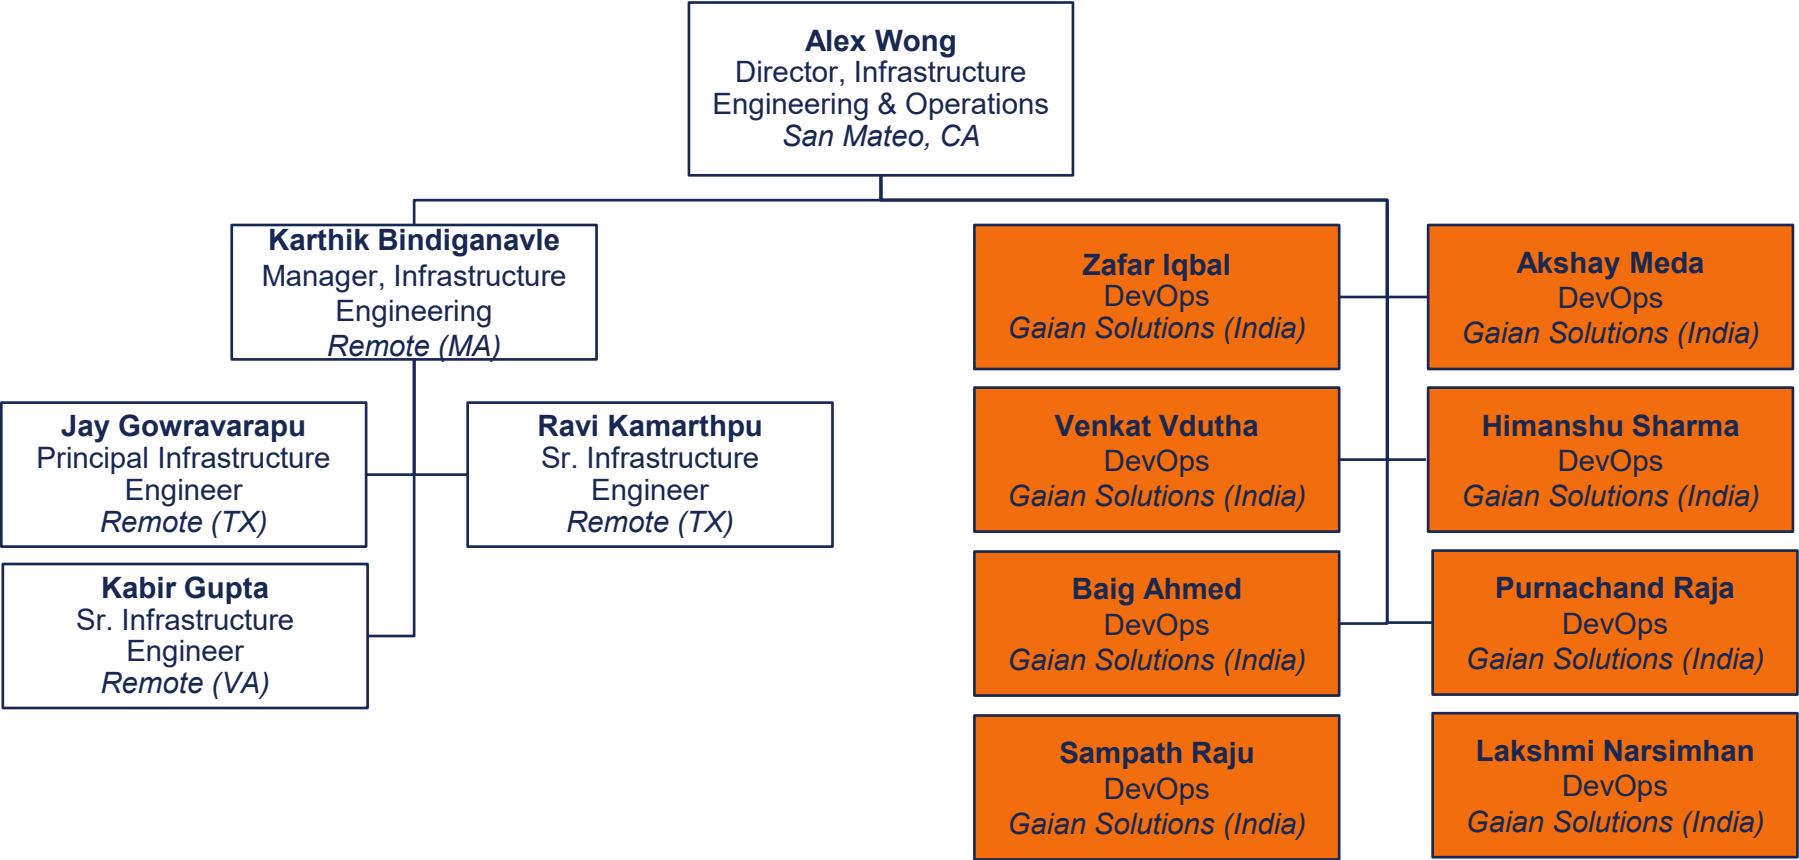 Alex Wong
Director, Infrastructure
Engineering & Operations
San Mateo, CA
Karthik Bindiganavle
Manager, Infrastructure
Engineering
Remote (MA)
Jay Gowravarapu
Principal Infrastructure
Engineer
Remote (TX)
Ravi Kamarthpu
Sr. Infrastructure
Engineer
Remote (TX)
Kabir Gupta
Sr. Infrastructure
Engineer
Remote (VA)
Zafar Iqbal
DevOps
Gaian Solutions (India)
Akshay Meda
DevOps
Gaian Solutions (India)
Venkat Vdutha
DevOps
Gaian Solutions (India)
Himanshu Sharma
DevOps
Gaian Solutions (India)
Baig Ahmed
DevOps
Gaian Solutions (India)
Purnachand Raja
DevOps
Gaian Solutions (India)
Sampath Raju
DevOps
Gaian Solutions (India)
Lakshmi Narsimhan
DevOps
Gaian Solutions (India)